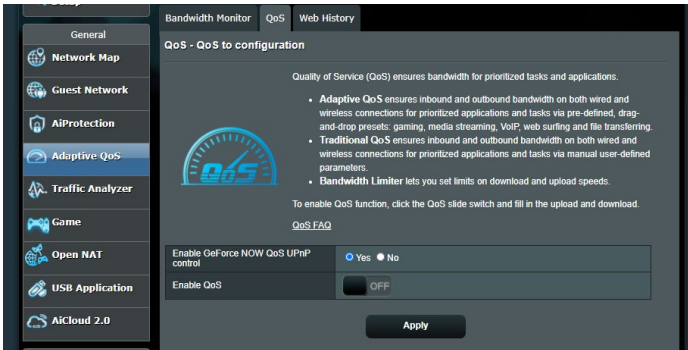 Bandwidth Monitor QoS Web History
General
QoS - QoS to configuration
Network Map
Quality of Service (QoS) ensures bandwidth for prioritized tasks and applications.
Guest Network
• Adaptive QoS ensures inbound and outbound bandwidth on both wired and
wireless connections for prioritized applications and tasks via pre-defined, drag-
and-drop presets: gaming, media streaming, VoIP, web surfing and file transferring.
AiProtection
• Traditional QoS ensures inbound and outbound bandwidth on both wired and
wireless connections for prioritized applications and tasks via manual user-defined
parameters.
Adaptive QoS
QoS
• Bandwidth Limiter lets you set limits on download and upload speeds.
Traffic Analyzer
To enable QoS function, click the QoS slide switch and fill in the upload and download.
Game
QoS FAQ
Open NAT
Enable GeForce NOW QoS UPnP
control
Yes No
USB Application
Enable QoS
OFF
AiCloud 2.0
Apply